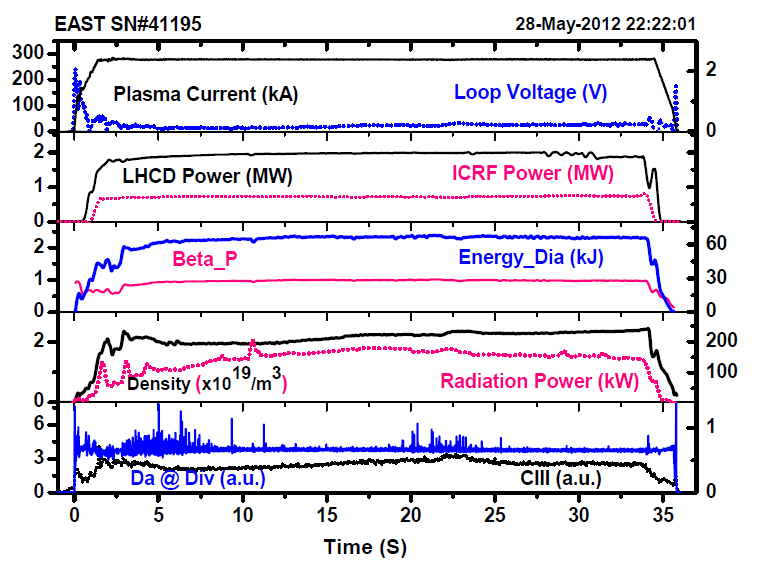 EAST SN#41195 28-May-2012 22:22:01
300
200
100
0
2
0
Plasma Current (kA) Loop Voltage (V)
2
1
0
LHCD Power (MW) ICRF Power (MW)
2
1
0
60
30
0
Beta_P Energy_Dia (kJ)
2
200
100
Density (x10^19/m^3) Radiation Power (kW)
6
3
0
1
0
Da @ Div (a.u.) CIII (a.u.)
0 5 10 15 20 25 30 35
Time (S)